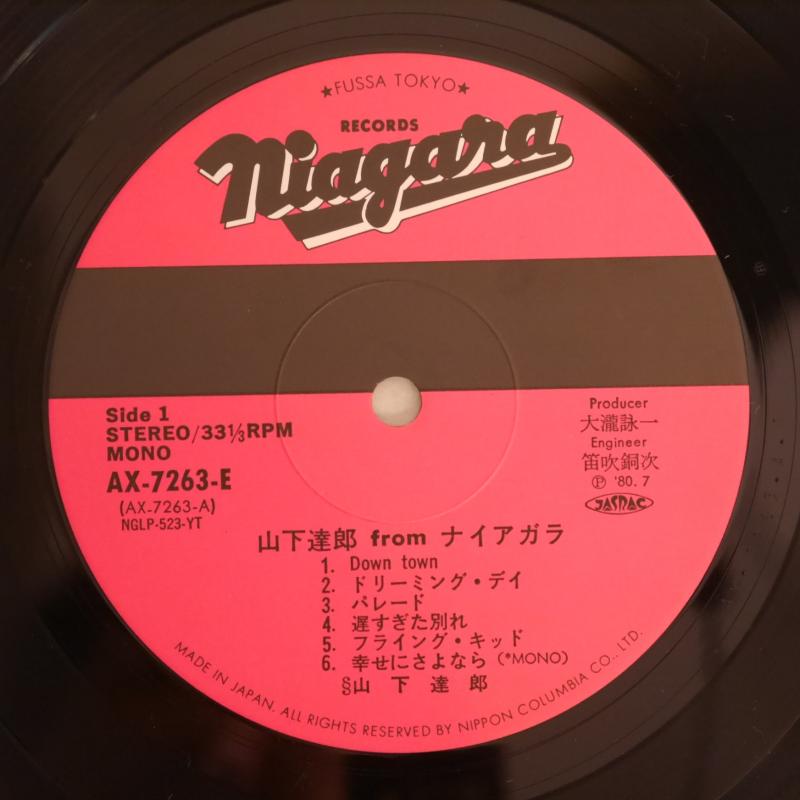 ★FUSSA TOKYO★
RECORDS
Niagara
Side 1
STEREO/33⅓RPM
MONO
AX-7263-E
(AX-7263-A)
NGLP-523-YT
Producer
大瀧詠一
Engineer
笛吹銅次
Ⓟ '80. 7
JASRAC
山下達郎 from ナイアガラ
1. Down town
2. ドリーミング・デイ
3. パレード
4. 遅すぎた別れ
5. フライング・キッド
6. 幸せにさよなら (*MONO)
§山下達郎
MADE IN JAPAN. ALL RIGHTS RESERVED BY NIPPON COLUMBIA CO., LTD.